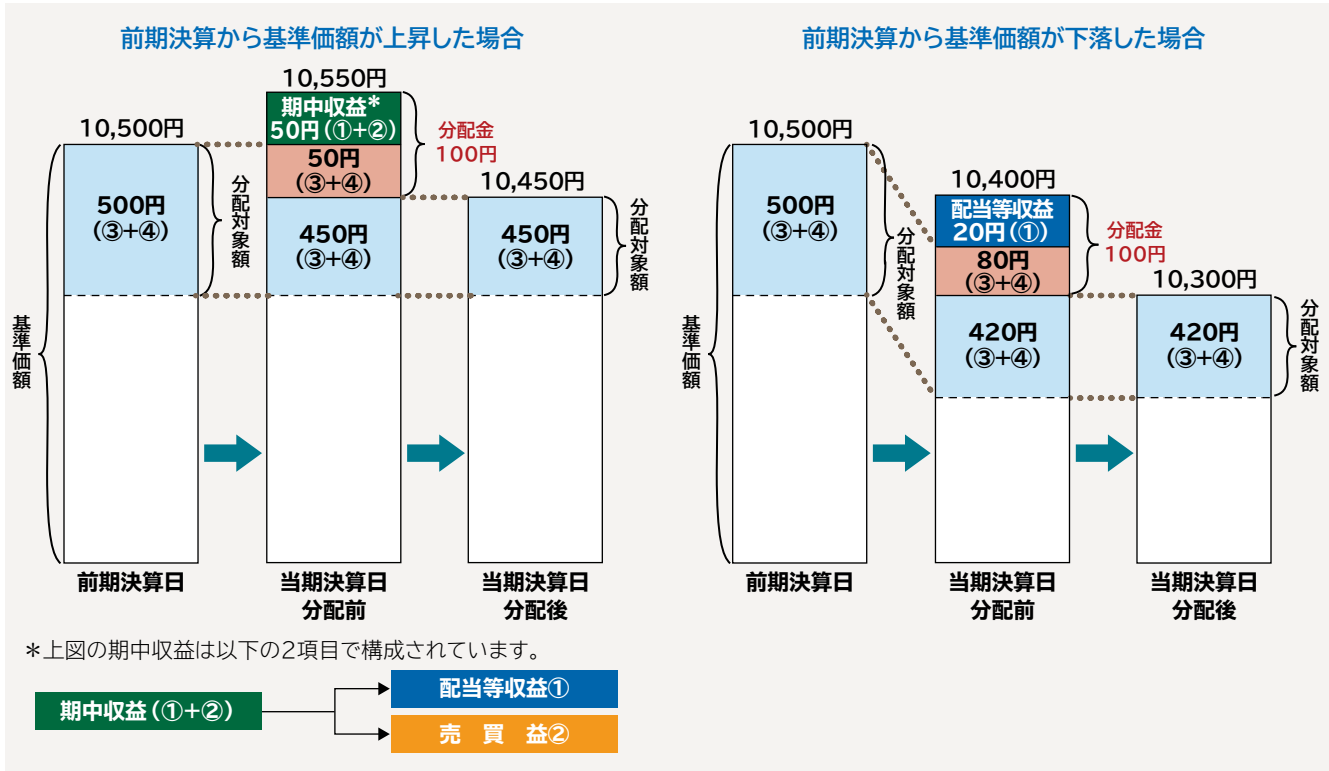 前期決算から基準価額が上昇した場合
10,500円
500円
(③+④)
分配対象額
基準価額
前期決算日
10,550円
期中収益*
50円(①+②)
50円
(③+④)
450円
(③+④)
分配金
100円
当期決算日
分配前
10,450円
450円
(③+④)
分配対象額
当期決算日
分配後
前期決算から基準価額が下落した場合
10,500円
500円
(③+④)
分配対象額
基準価額
前期決算日
10,400円
配当等収益
20円(①)
80円
(③+④)
420円
(③+④)
分配金
100円
当期決算日
分配前
10,300円
420円
(③+④)
分配対象額
当期決算日
分配後
*上図の期中収益は以下の2項目で構成されています。
期中収益(①+②)
配当等収益①
売 買 益②